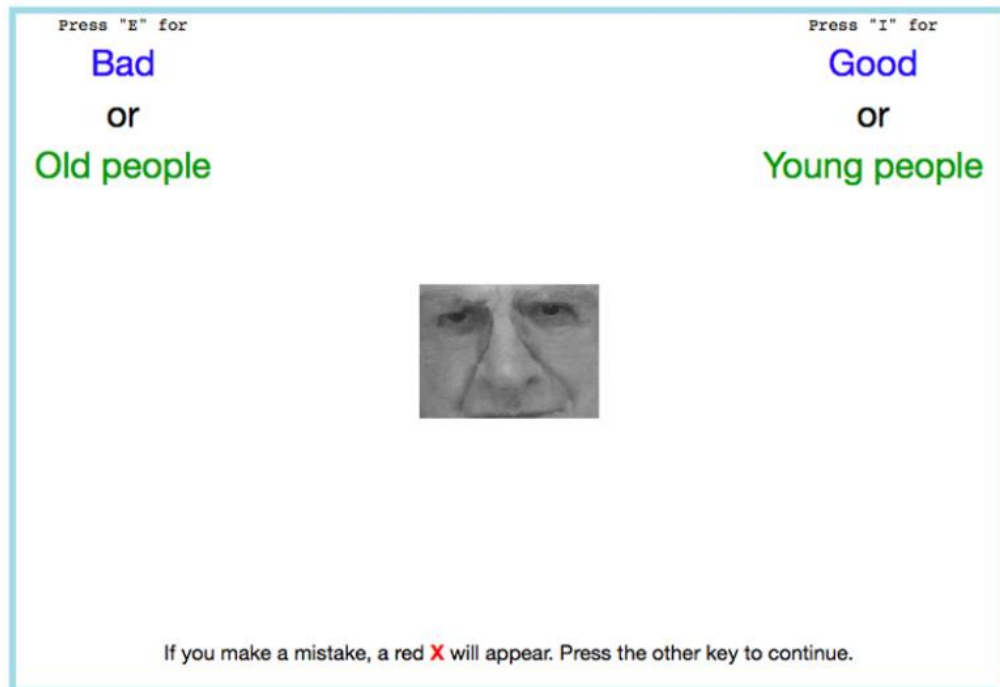 Press "E" for
Bad
or
Old people
Press "I" for
Good
or
Young people
If you make a mistake, a red X will appear. Press the other key to continue.